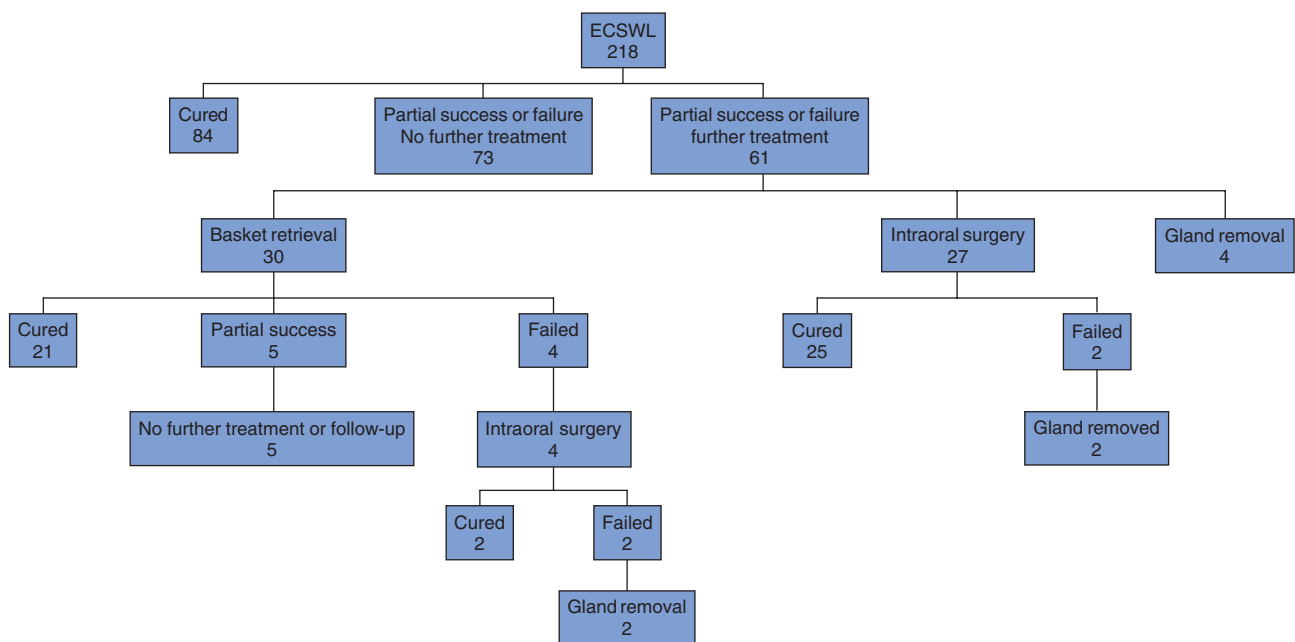 ECSWL
218
Cured
84
Partial success or failure
No further treatment
73
Partial success or failure
further treatment
61
Basket retrieval
30
Intraoral surgery
27
Gland removal
4
Cured
21
Partial success
5
Failed
4
Cured
25
Failed
2
No further treatment or follow-up
5
Intraoral surgery
4
Gland removed
2
Cured
2
Failed
2
Gland removal
2